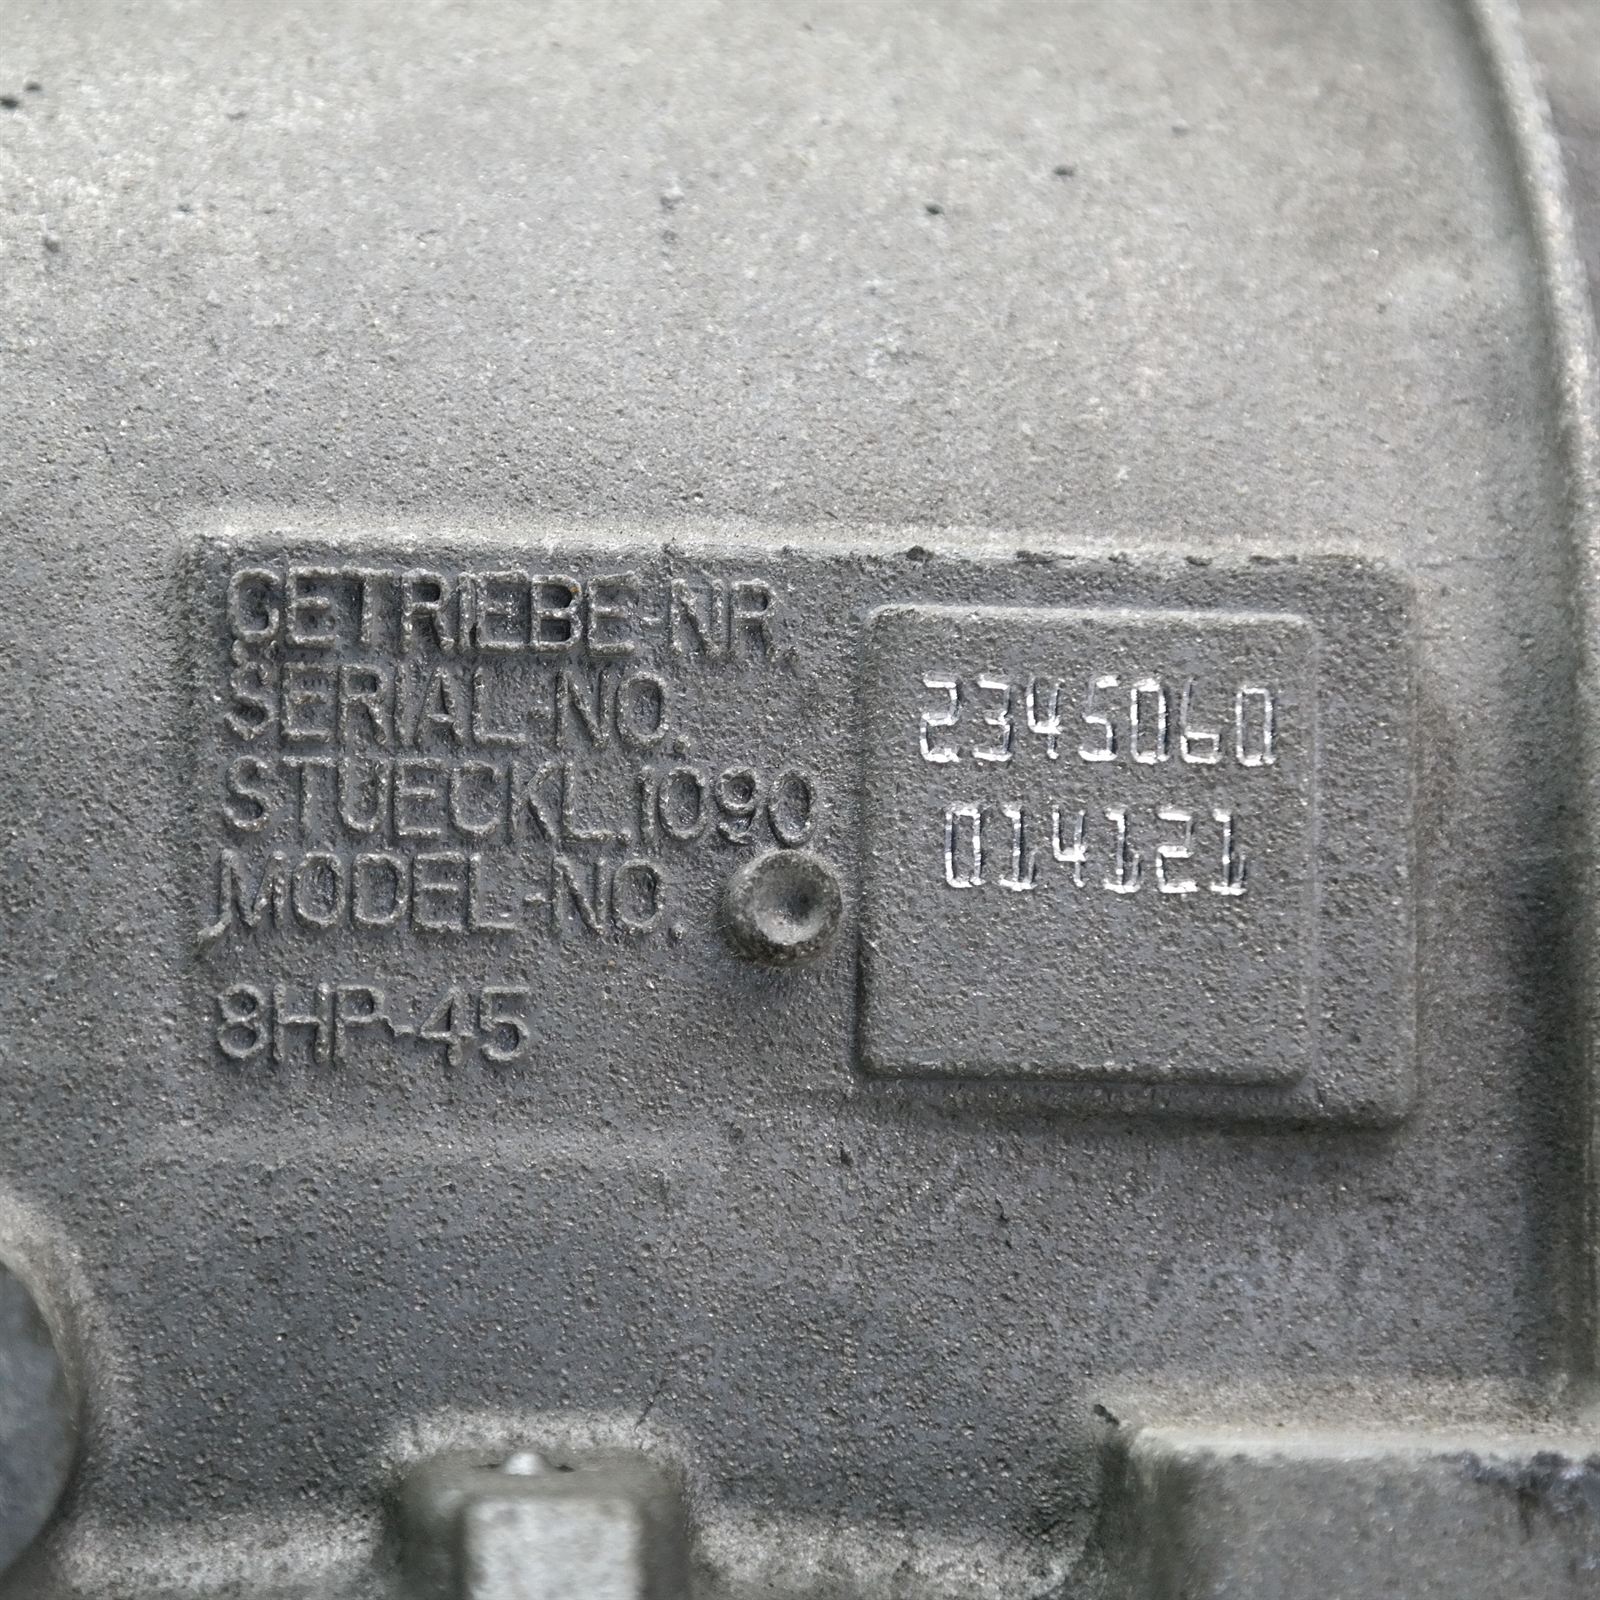 GETRIEBE-NR.
SERIAL-NO.
STUECKL.1090
MODEL-NO.
8HP-45
2345060
014121